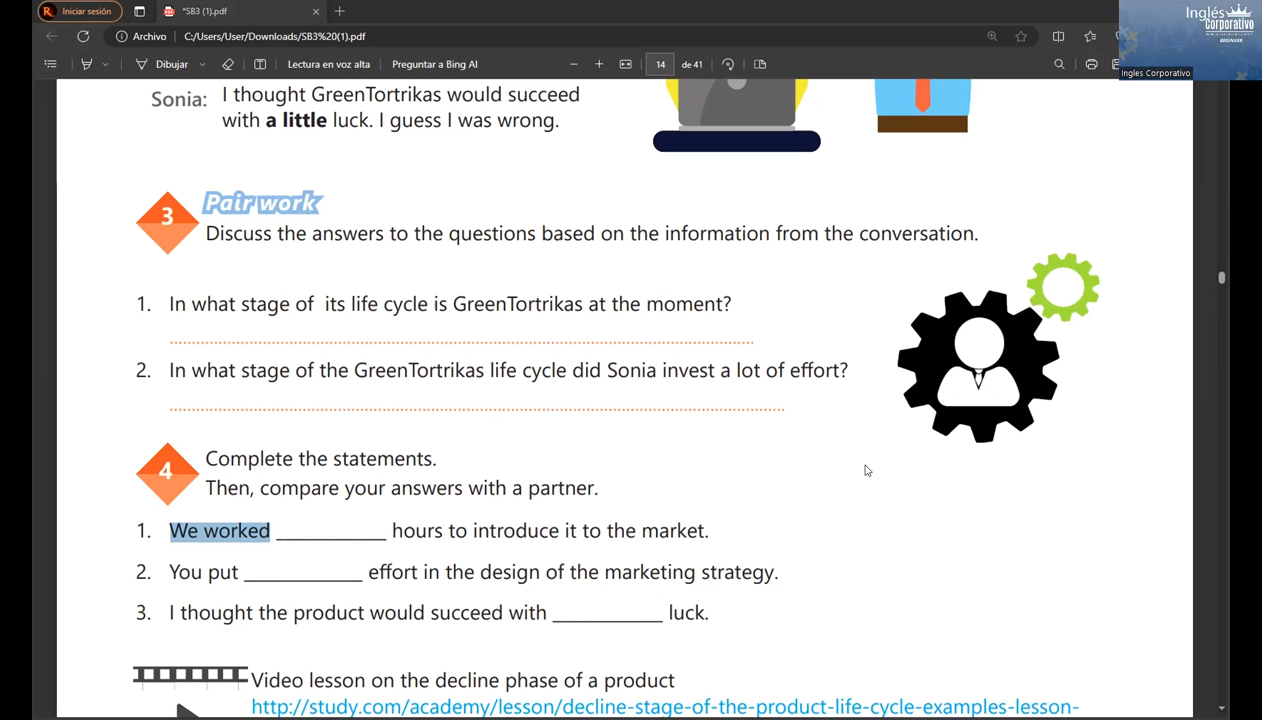 Iniciar sesión
*SB3 (1).pdf
Archivo C:/Users/User/Downloads/SB3%20(1).pdf
Dibujar Lectura en voz alta Preguntar a Bing AI 14 de 41
Inglés
Corporativo
BEGINNER
Ingles Corporativo
Sonia: I thought GreenTortrikas would succeed
with a little luck. I guess I was wrong.
3 Pair work
Discuss the answers to the questions based on the information from the conversation.
1. In what stage of its life cycle is GreenTortrikas at the moment?
2. In what stage of the GreenTortrikas life cycle did Sonia invest a lot of effort?
4 Complete the statements.
Then, compare your answers with a partner.
1. We worked __________ hours to introduce it to the market.
2. You put ___________ effort in the design of the marketing strategy.
3. I thought the product would succeed with __________ luck.
Video lesson on the decline phase of a product
http://study.com/academy/lesson/decline-stage-of-the-product-life-cycle-examples-lesson-